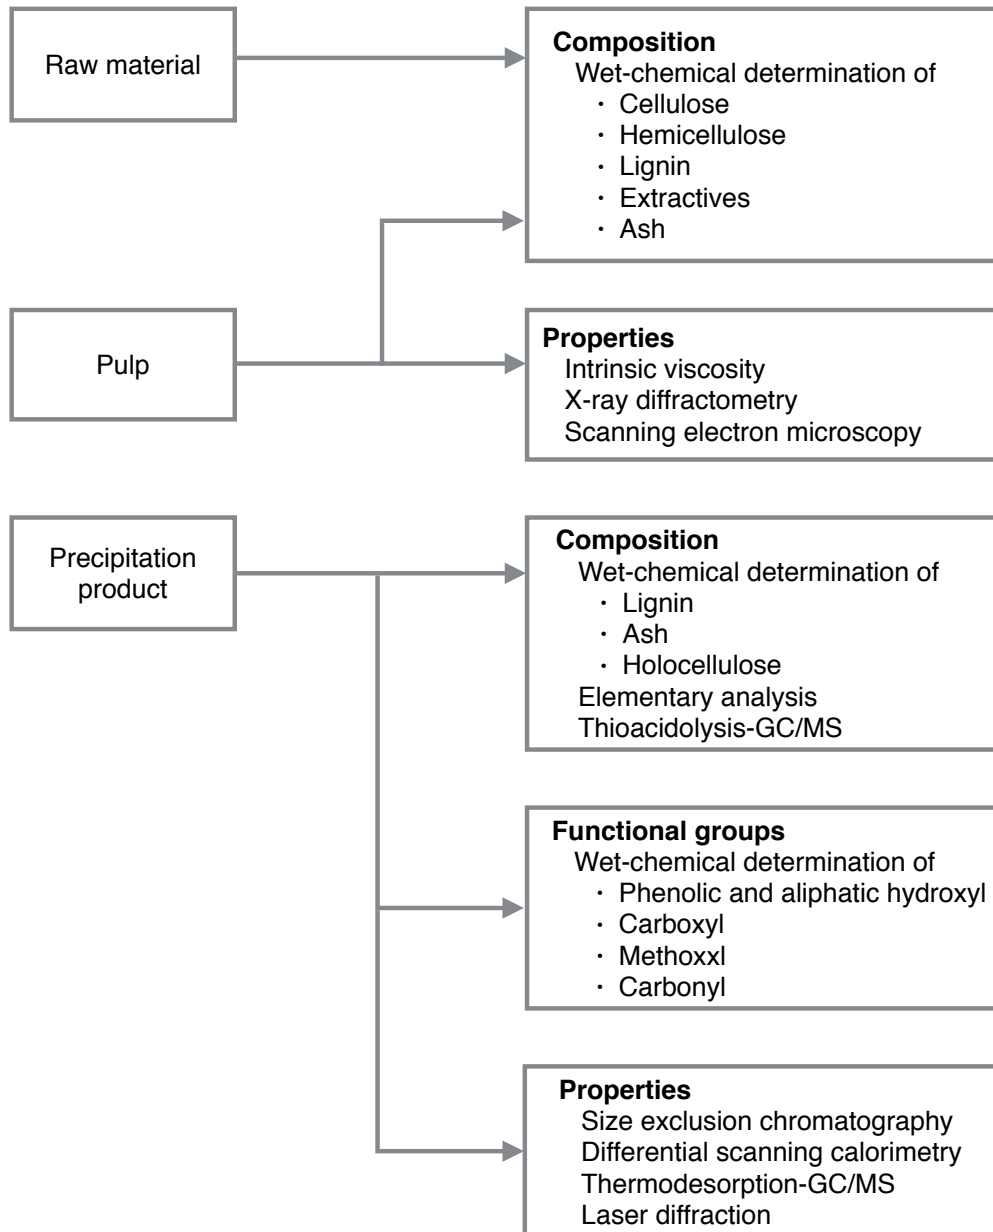 Raw material
Composition
Wet-chemical determination of
· Cellulose
· Hemicellulose
· Lignin
· Extractives
· Ash
Pulp
Properties
Intrinsic viscosity
X-ray diffractometry
Scanning electron microscopy
Precipitation
product
Composition
Wet-chemical determination of
· Lignin
· Ash
· Holocellulose
Elementary analysis
Thioacidolysis-GC/MS
Functional groups
Wet-chemical determination of
· Phenolic and aliphatic hydroxyl
· Carboxyl
· Methoxxl
· Carbonyl
Properties
Size exclusion chromatography
Differential scanning calorimetry
Thermodesorption-GC/MS
Laser diffraction